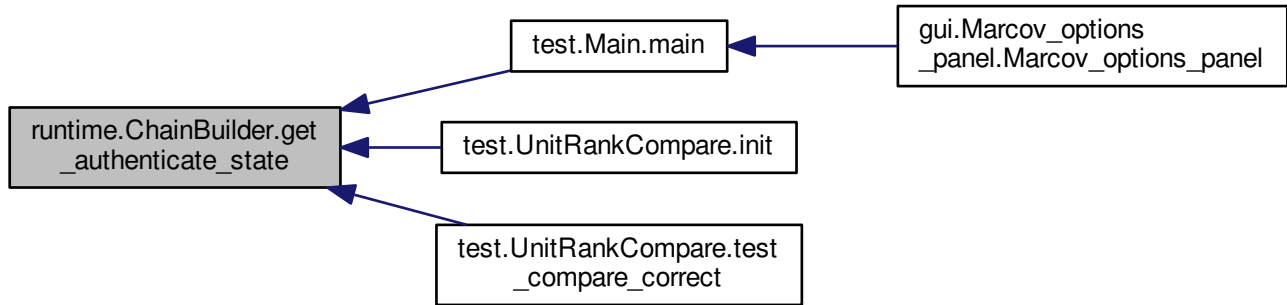 runtime.ChainBuilder.get
_authenticate_state
test.Main.main
gui.Marcov_options
_panel.Marcov_options_panel
test.UnitRankCompare.init
test.UnitRankCompare.test
_compare_correct